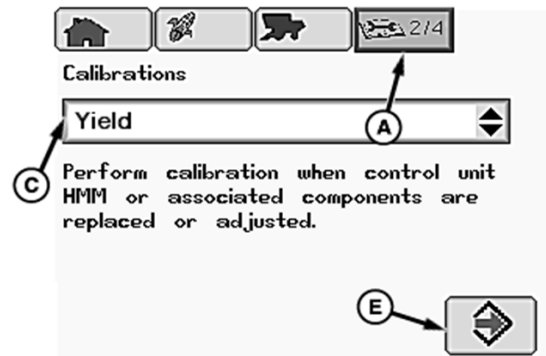 2/4
Calibrations
A
Yield
C
Perform calibration when control unit
HMM or associated components are
replaced or adjusted.
E